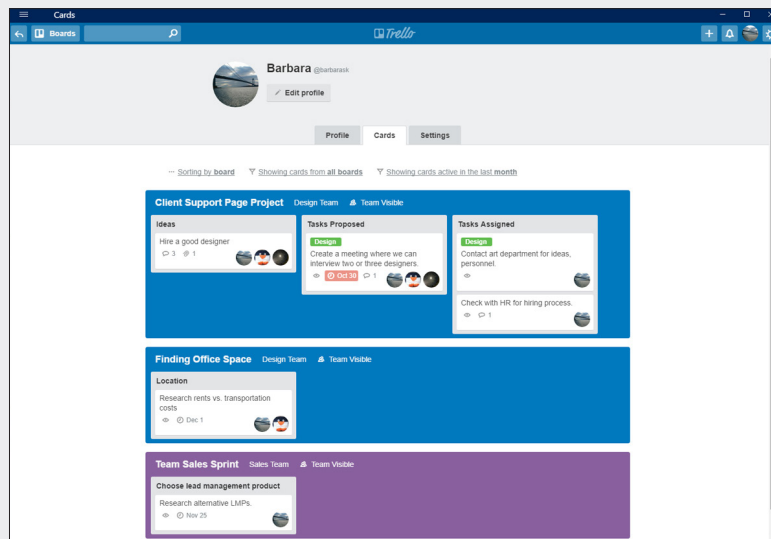 Cards
Boards
Trello
Barbara @barbarask
Edit profile
Profile Cards Settings
Sorting by board Showing cards from all boards Showing cards active in the last month
Client Support Page Project Design Team Team Visible
Ideas
Hire a good designer
3 1
Tasks Proposed
Design
Create a meeting where we can
interview two or three designers.
Oct 30 1
Tasks Assigned
Design
Contact art department for ideas,
personnel.
Check with HR for hiring process.
1
Finding Office Space Design Team Team Visible
Location
Research rents vs. transportation
costs
Dec 1
Team Sales Sprint Sales Team Team Visible
Choose lead management product
Research alternative LMPs.
Nov 25